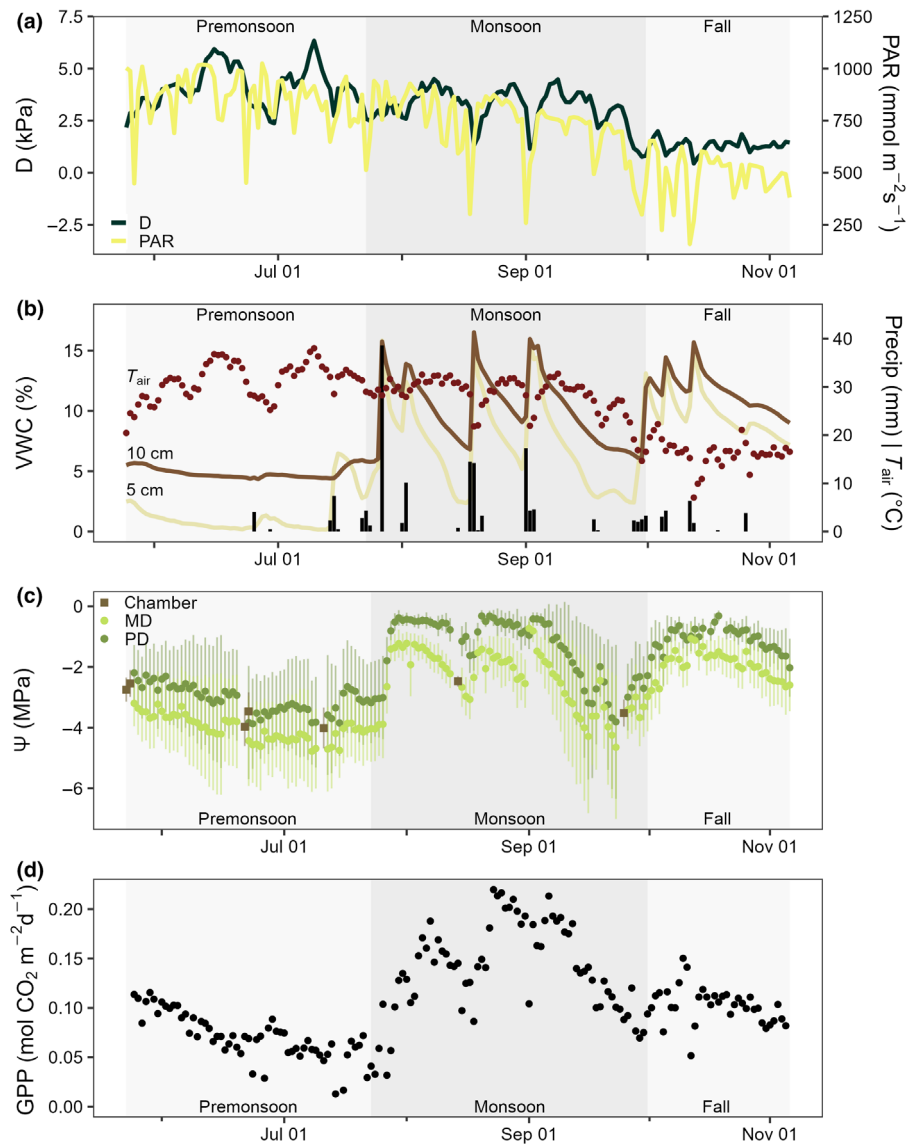 (a)
Premonsoon Monsoon Fall
7.5
5.0
2.5
0.0
−2.5
D (kPa)
1250
1000
750
500
250
PAR (mmol m⁻²s⁻¹)
D
PAR
Jul 01 Sep 01 Nov 01
(b)
Premonsoon Monsoon Fall
15
10
5
0
VWC (%)
T air
10 cm
5 cm
40
30
20
10
0
Precip (mm) | T air (°C)
Jul 01 Sep 01 Nov 01
(c)
Chamber
MD
PD
0
−2
−4
−6
Ψ (MPa)
Premonsoon Monsoon Fall
Jul 01 Sep 01 Nov 01
(d)
0.20
0.15
0.10
0.05
0.00
GPP (mol CO₂ m⁻²d⁻¹)
Premonsoon Monsoon Fall
Jul 01 Sep 01 Nov 01